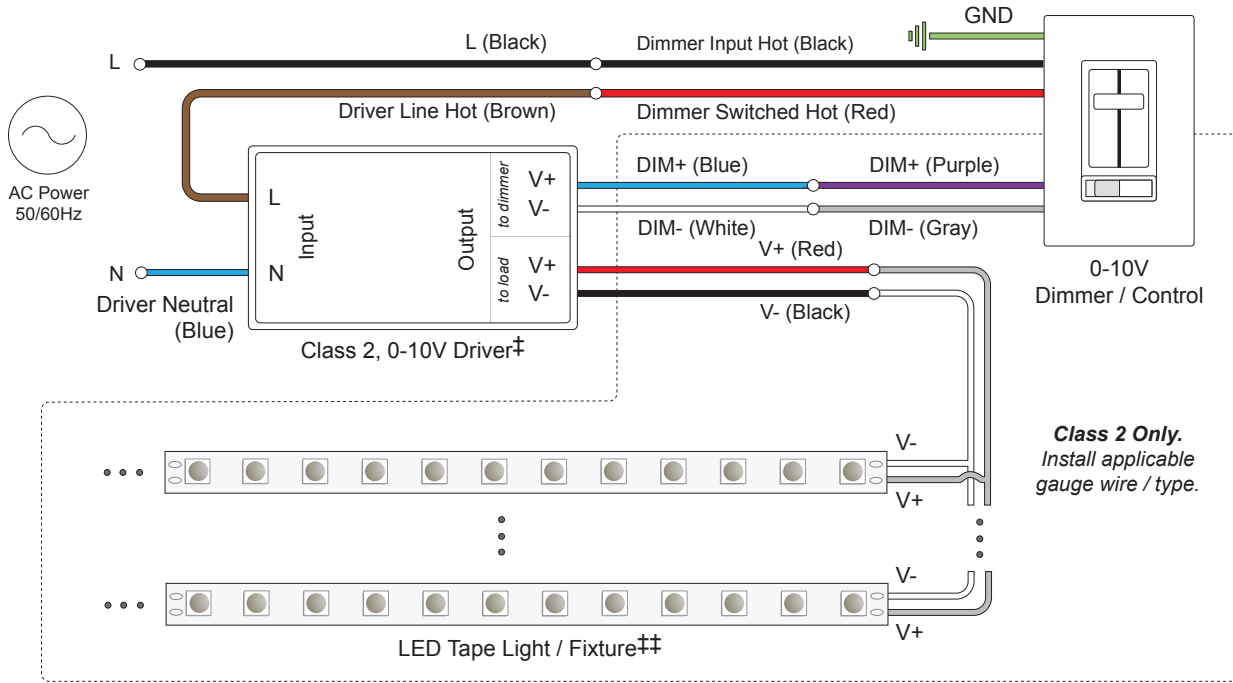 GND
L (Black)
Dimmer Input Hot (Black)
L
Driver Line Hot (Brown)
Dimmer Switched Hot (Red)
AC Power
50/60Hz
L
Input
N
Output
to dimmer
V+
V-
to load
V+
V-
DIM+ (Blue)
DIM+ (Purple)
DIM- (White)
DIM- (Gray)
V+ (Red)
V- (Black)
N
Driver Neutral
(Blue)
Class 2, 0-10V Driver‡
0-10V
Dimmer / Control
Class 2 Only.
Install applicable
gauge wire / type.
V-
V+
V-
V+
LED Tape Light / Fixture‡‡